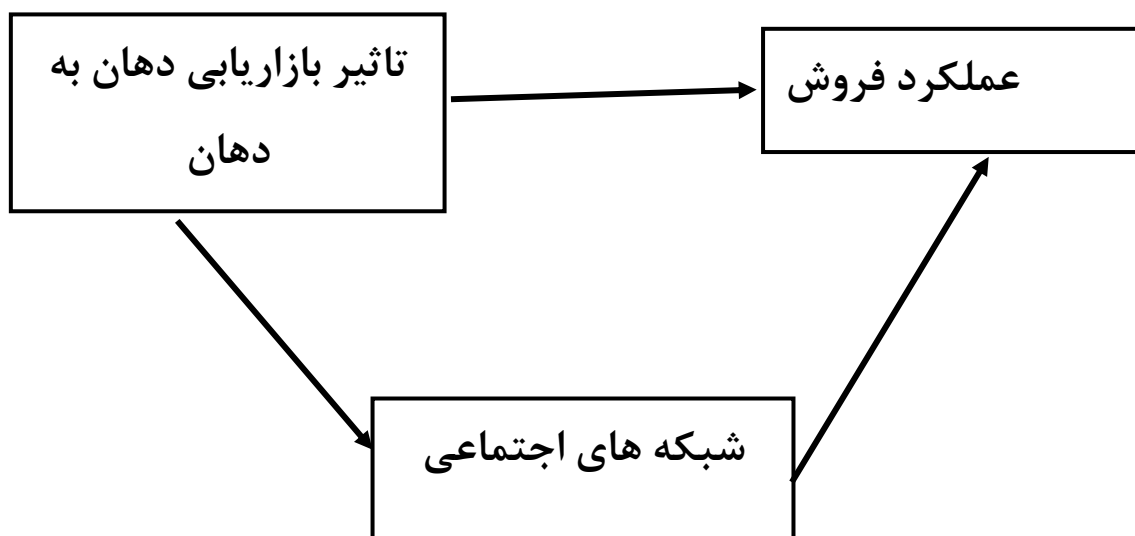 تاثیر بازاریابی دهان به
دهان
عملکرد فروش
شبکه های اجتماعی